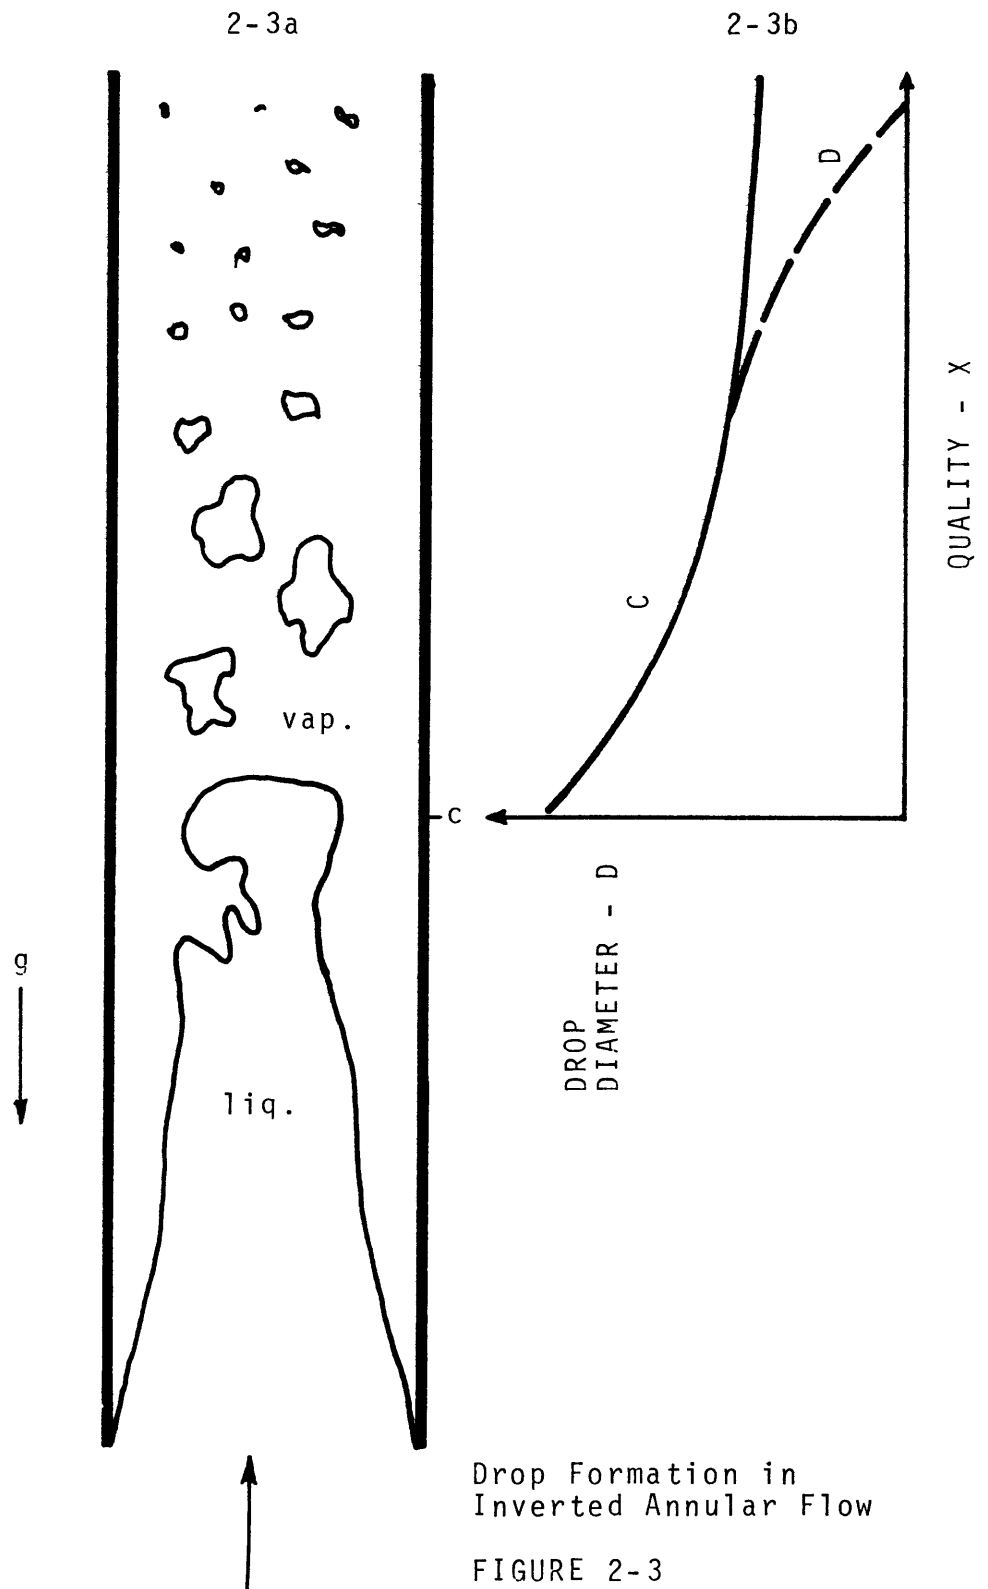 2-3a
2-3b
D
QUALITY - X
C
vap.
c
DROP
DIAMETER - D
g
liq.
Drop Formation in
Inverted Annular Flow
FIGURE 2-3